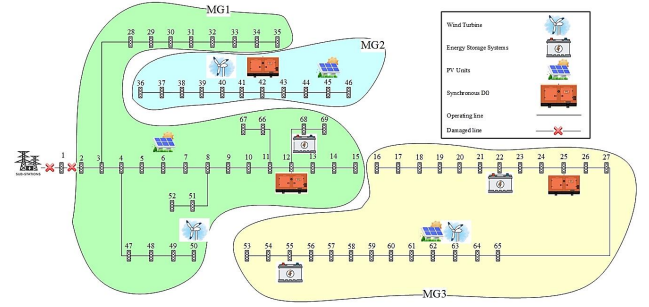 MG1
28 29 30 31 32 33 34 35
MG2
36 37 38 39 40 41 42 43 44 45 46
67 66 68 69
1 2 3 4 5 6 7 8 9 10 11 12 13 14 15
SUB-STATIONS
16 17 18 19 20 21 22 23 24 25 26 27
52 51
47 48 49 50
53 54 55 56 57 58 59 60 61 62 63 64 65
MG3
Wind Turbine
Energy Storage Systems
PV Units
Synchronous DG
Operating line
Damaged line